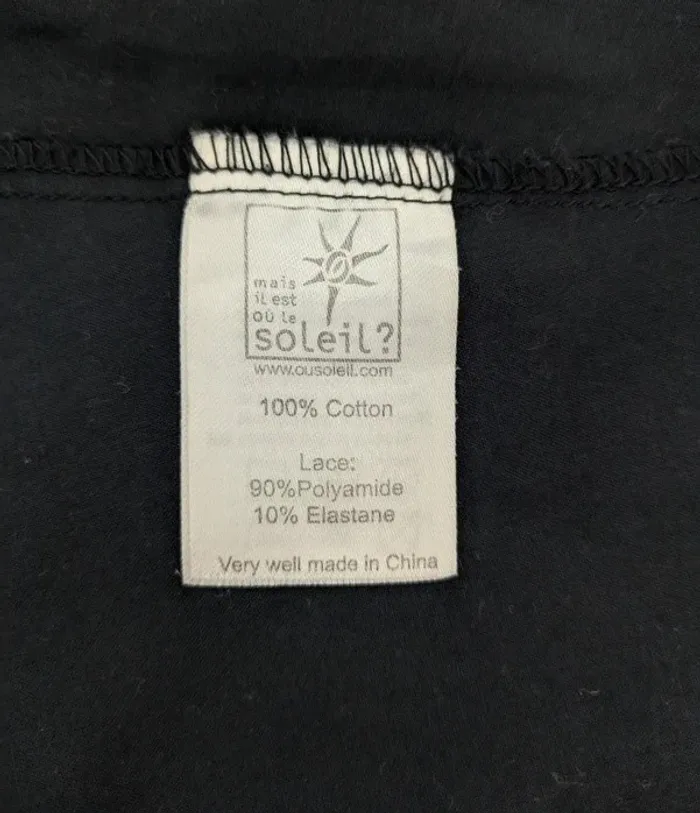 mais
il est
où le
soleil?
www.ousoleil.com
100% Cotton
Lace:
90%Polyamide
10% Elastane
Very well made in China